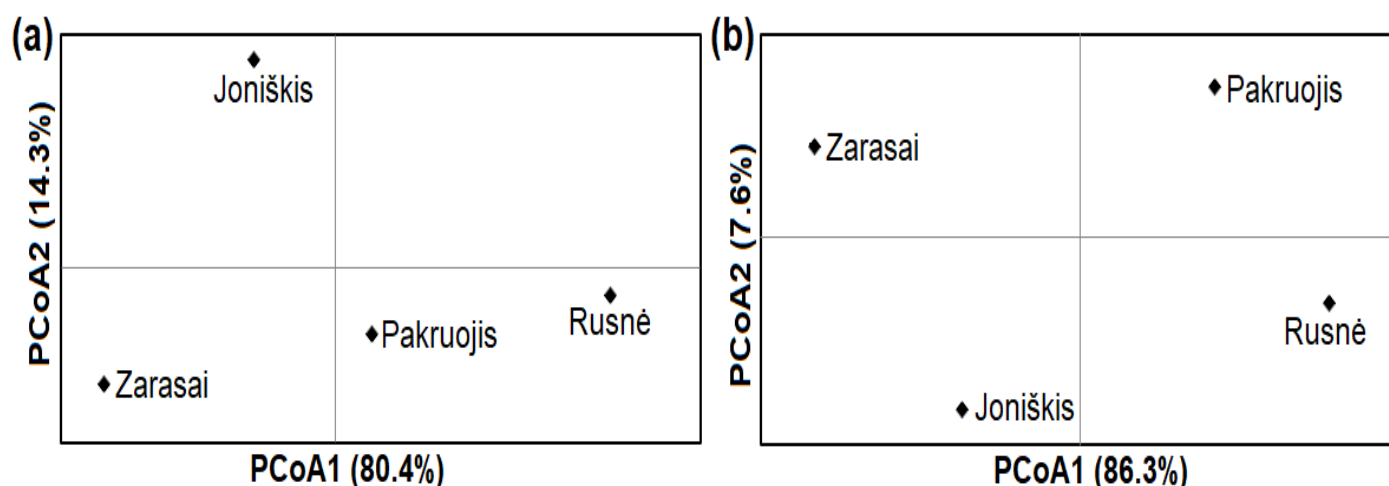 (a)
PCoA2 (14.3%)
Joniškis
Rusnė
Pakruojis
Zarasai
PCoA1 (80.4%)
(b)
PCoA2 (7.6%)
Pakruojis
Zarasai
Rusnė
Joniškis
PCoA1 (86.3%)